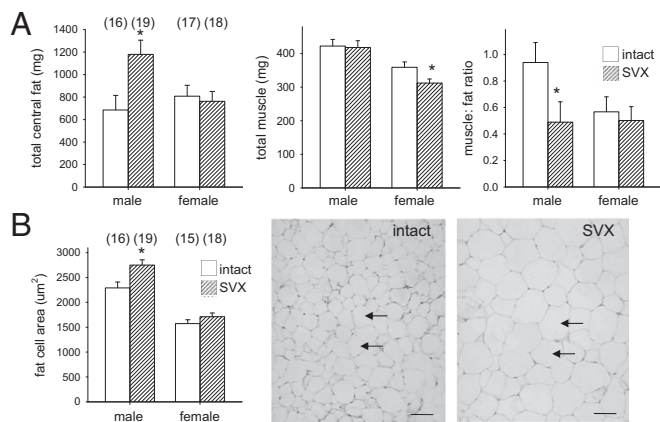 A
(16) (19) (17) (18)
total central fat (mg)
1400
1200
1000
800
600
400
200
0
*
male female
total muscle (mg)
400
300
200
100
0
*
male female
muscle: fat ratio
1.0
0.8
0.6
0.4
0.2
0.0
*
intact
SVX
male female
B
(16) (19) (15) (18)
fat cell area (um²)
3000
2500
2000
1500
1000
500
0
*
intact
SVX
male female
intact
SVX